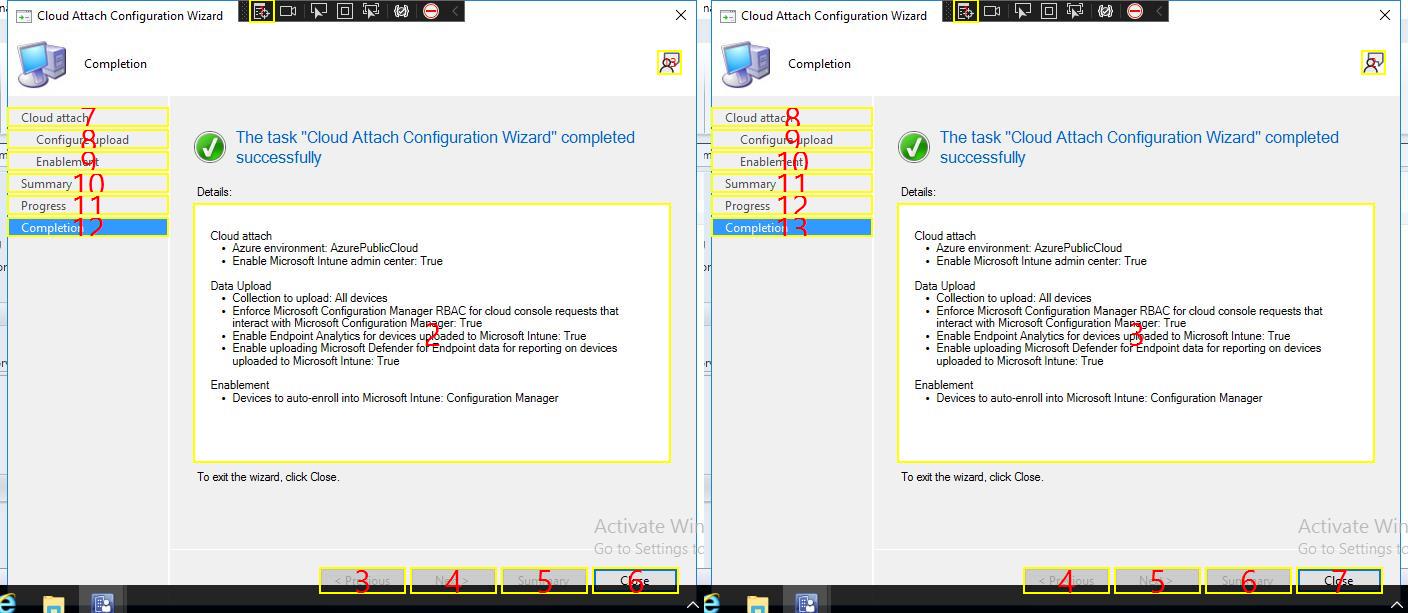 Cloud Attach Configuration Wizard
Completion
Cloud attach 7
Configure upload 8
Enablement 9
Summary 10
Progress 11
Completion 12
The task "Cloud Attach Configuration Wizard" completed
successfully
Details:
Cloud attach
• Azure environment: AzurePublicCloud
• Enable Microsoft Intune admin center: True
Data Upload
• Collection to upload: All devices
• Enforce Microsoft Configuration Manager RBAC for cloud console requests that
interact with Microsoft Configuration Manager: True
• Enable Endpoint Analytics for devices uploaded to Microsoft Intune: True
• Enable uploading Microsoft Defender for Endpoint data for reporting on devices
uploaded to Microsoft Intune: True
2
Enablement
• Devices to auto-enroll into Microsoft Intune: Configuration Manager
To exit the wizard, click Close.
Activate Win
Go to Settings to
< Previous 3
Next > 4
Summary 5
Close 6
Cloud Attach Configuration Wizard
Completion
Cloud attach 8
Configure upload 9
Enablement 10
Summary 11
Progress 12
Completion 13
The task "Cloud Attach Configuration Wizard" completed
successfully
Details:
Cloud attach
• Azure environment: AzurePublicCloud
• Enable Microsoft Intune admin center: True
Data Upload
• Collection to upload: All devices
• Enforce Microsoft Configuration Manager RBAC for cloud console requests that
interact with Microsoft Configuration Manager: True
• Enable Endpoint Analytics for devices uploaded to Microsoft Intune: True
• Enable uploading Microsoft Defender for Endpoint data for reporting on devices
uploaded to Microsoft Intune: True
3
Enablement
• Devices to auto-enroll into Microsoft Intune: Configuration Manager
To exit the wizard, click Close.
Activate Win
Go to Settings to
< Previous 4
Next > 5
Summary 6
Close 7